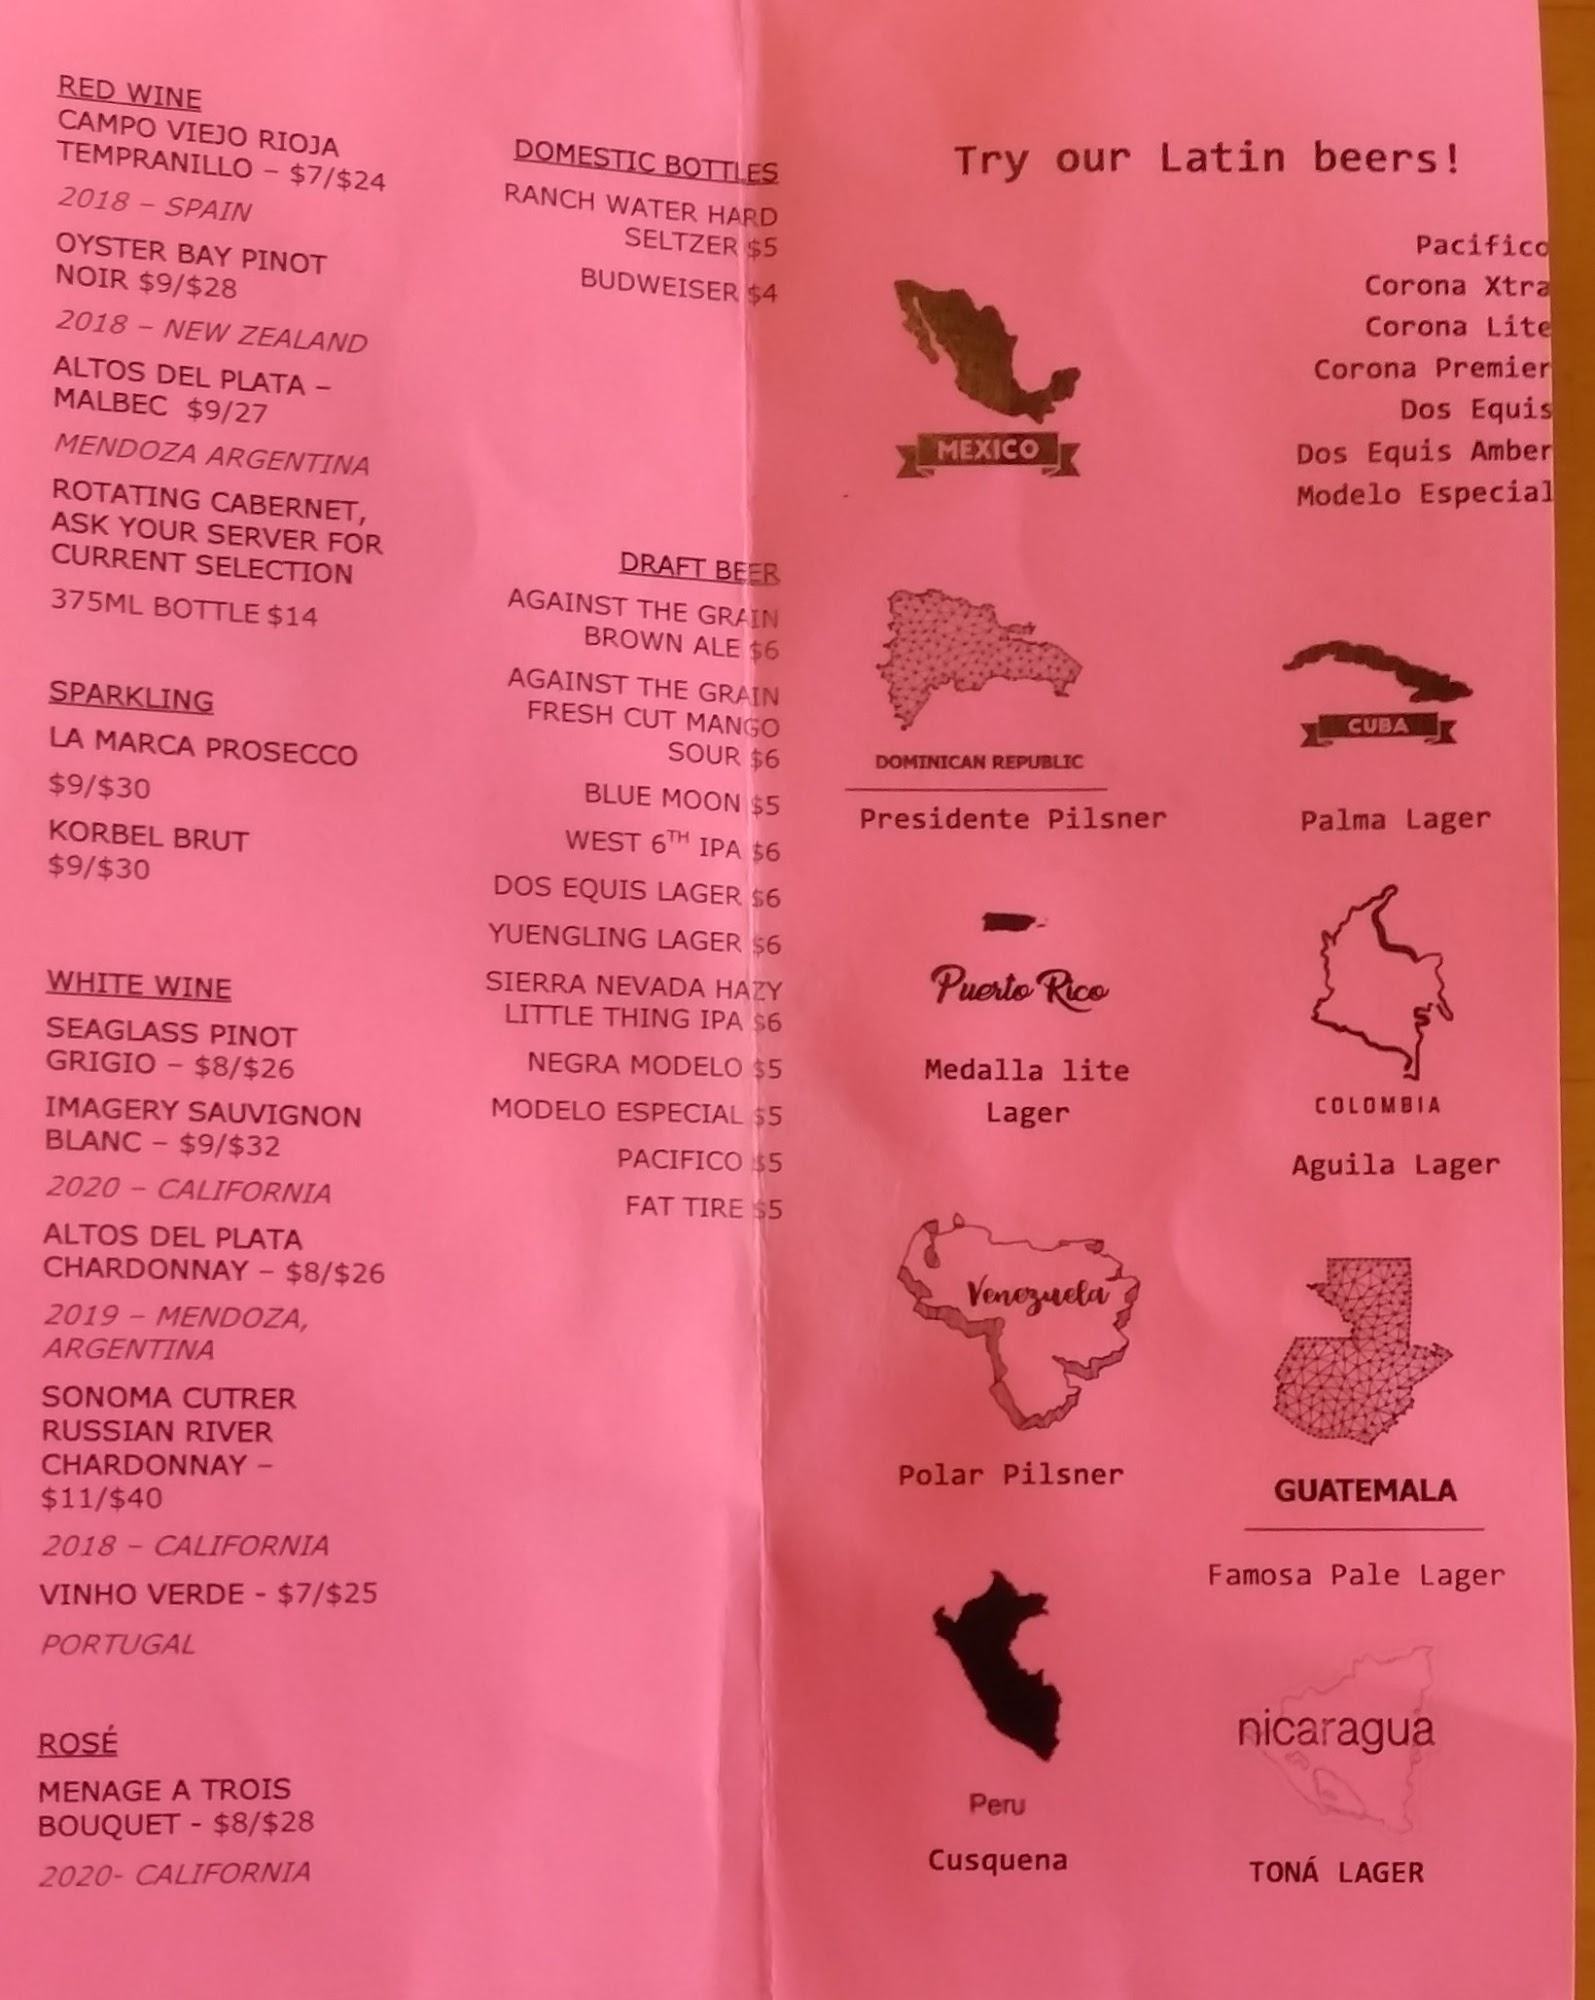 RED WINE
CAMPO VIEJO RIOJA
TEMPRANILLO – $7/$24
2018 – SPAIN
OYSTER BAY PINOT
NOIR $9/$28
2018 – NEW ZEALAND
ALTOS DEL PLATA –
MALBEC $9/27
MENDOZA ARGENTINA
ROTATING CABERNET,
ASK YOUR SERVER FOR
CURRENT SELECTION
375ML BOTTLE $14
SPARKLING
LA MARCA PROSECCO
$9/$30
KORBEL BRUT
$9/$30
WHITE WINE
SEAGLASS PINOT
GRIGIO – $8/$26
IMAGERY SAUVIGNON
BLANC – $9/$32
2020 – CALIFORNIA
ALTOS DEL PLATA
CHARDONNAY – $8/$26
2019 – MENDOZA,
ARGENTINA
SONOMA CUTRER
RUSSIAN RIVER
CHARDONNAY –
$11/$40
2018 – CALIFORNIA
VINHO VERDE - $7/$25
PORTUGAL
ROSÉ
MENAGE A TROIS
BOUQUET - $8/$28
2020- CALIFORNIA
DOMESTIC BOTTLES
RANCH WATER HARD
SELTZER $5
BUDWEISER $4
DRAFT BEER
AGAINST THE GRAIN
BROWN ALE $6
AGAINST THE GRAIN
FRESH CUT MANGO
SOUR $6
BLUE MOON $5
WEST 6TH IPA $6
DOS EQUIS LAGER $6
YUENGLING LAGER $6
SIERRA NEVADA HAZY
LITTLE THING IPA $6
NEGRA MODELO $5
MODELO ESPECIAL $5
PACIFICO $5
FAT TIRE $5
Try our Latin beers!
MEXICO
Pacifico
Corona Xtra
Corona Lite
Corona Premier
Dos Equis
Dos Equis Amber
Modelo Especial
DOMINICAN REPUBLIC
Presidente Pilsner
CUBA
Palma Lager
Puerto Rico
Medalla lite
Lager
COLOMBIA
Aguila Lager
Venezuela
Polar Pilsner
GUATEMALA
Famosa Pale Lager
Peru
Cusquena
nicaragua
TONÁ LAGER